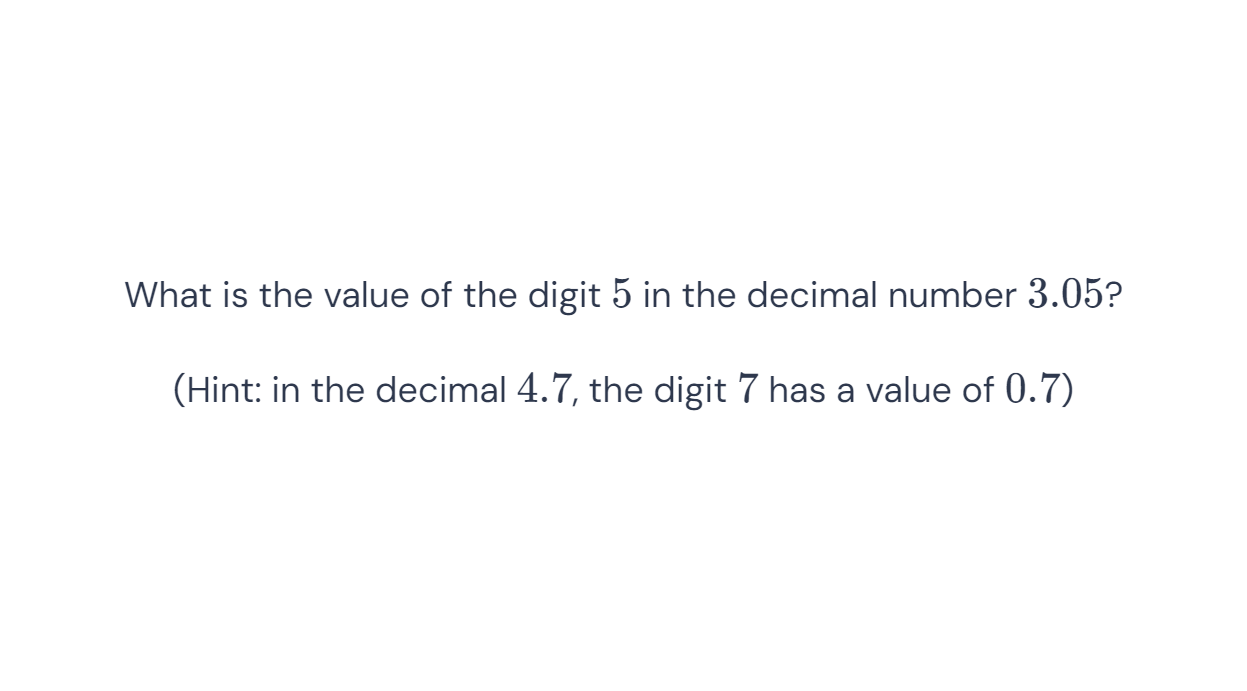 What is the value of the digit 5 in the decimal number 3.05?
(Hint: in the decimal 4.7, the digit 7 has a value of 0.7)